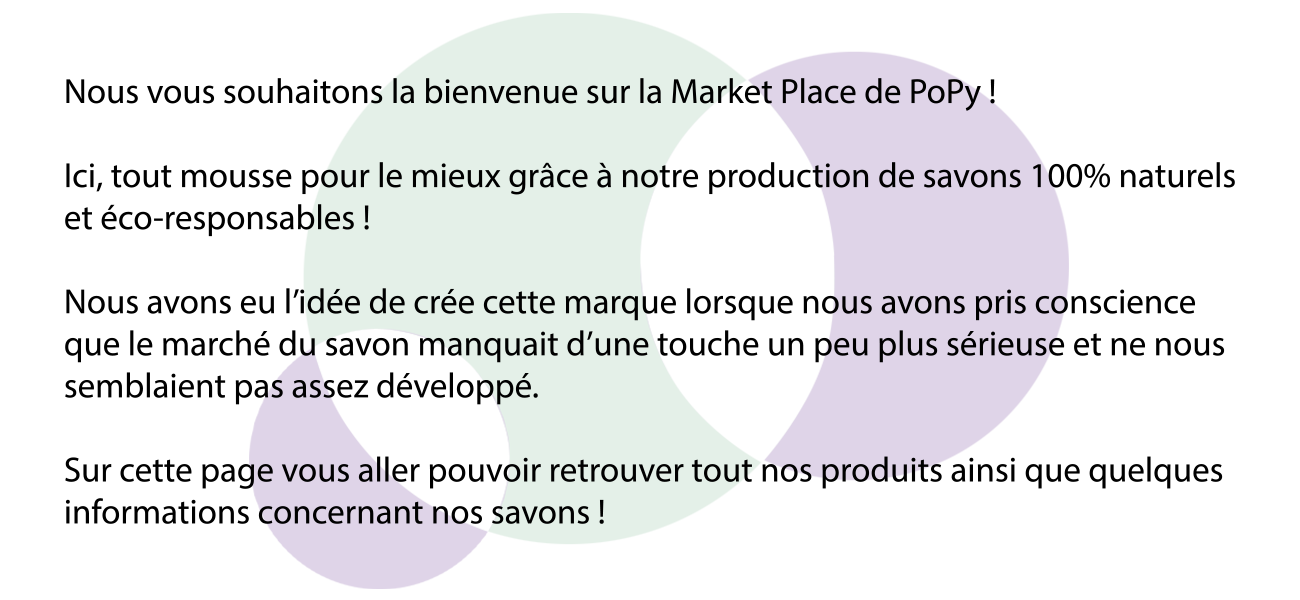 Nous vous souhaitons la bienvenue sur la Market Place de PoPy !
Ici, tout mousse pour le mieux grâce à notre production de savons 100% naturels
et éco-responsables !
Nous avons eu l’idée de crée cette marque lorsque nous avons pris conscience
que le marché du savon manquait d’une touche un peu plus sérieuse et ne nous
semblaient pas assez développé.
Sur cette page vous aller pouvoir retrouver tout nos produits ainsi que quelques
informations concernant nos savons !